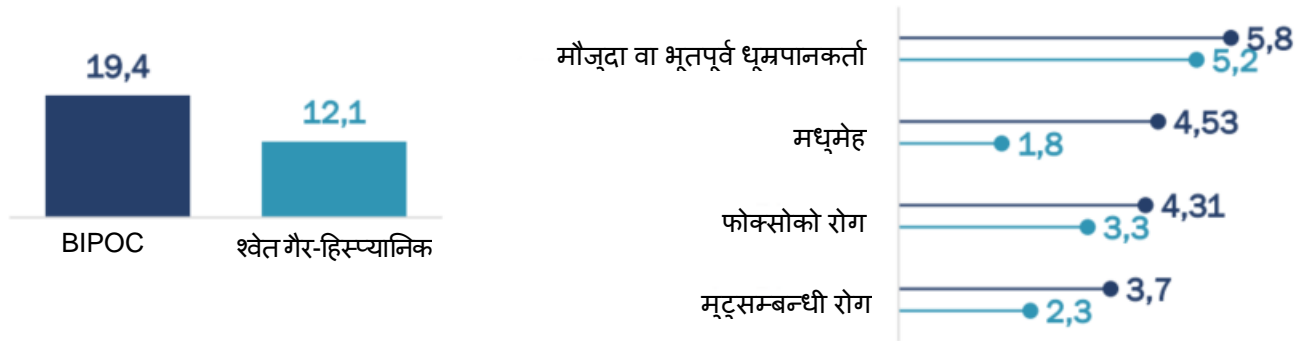 19,4
12,1
BIPOC
श्वेत गैर-हिस्प्यानिक
मौजुदा वा भूतपूर्व धूम्रपानकर्ता
5,8
5,2
मधुमेह
4,53
1,8
फोक्सोको रोग
4,31
3,3
मुटुसम्बन्धी रोग
3,7
2,3